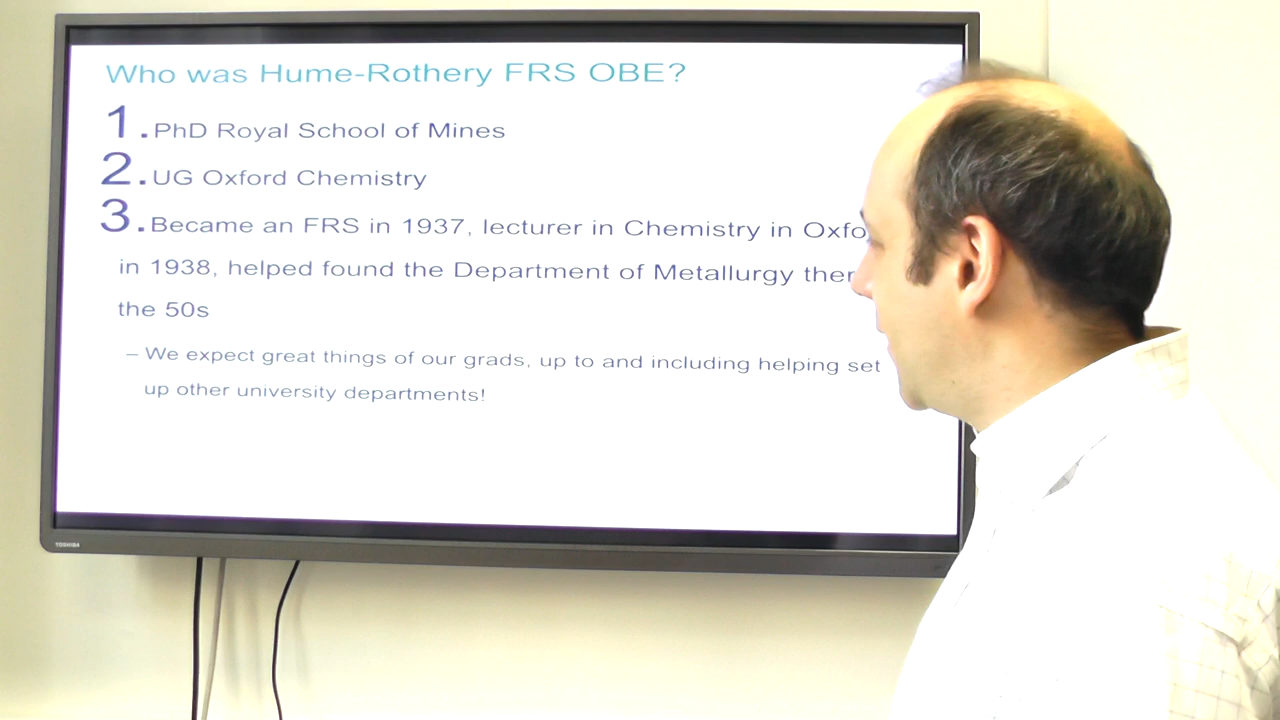 Who was Hume-Rothery FRS OBE?
1. PhD Royal School of Mines
2. UG Oxford Chemistry
3. Became an FRS in 1937, lecturer in Chemistry in
in 1938, helped found the Department of Metallurgy
the 50s
– We expect great things of our grads, up to and including helping set
up other university departments!
TOSHIBA